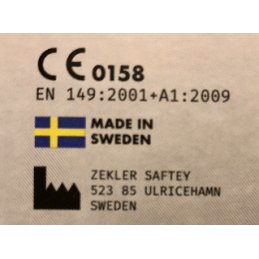 CE 0158
EN 149:2001+A1:2009
MADE IN
SWEDEN
ZEKLER SAFTEY
523 85 ULRICEHAMN
SWEDEN